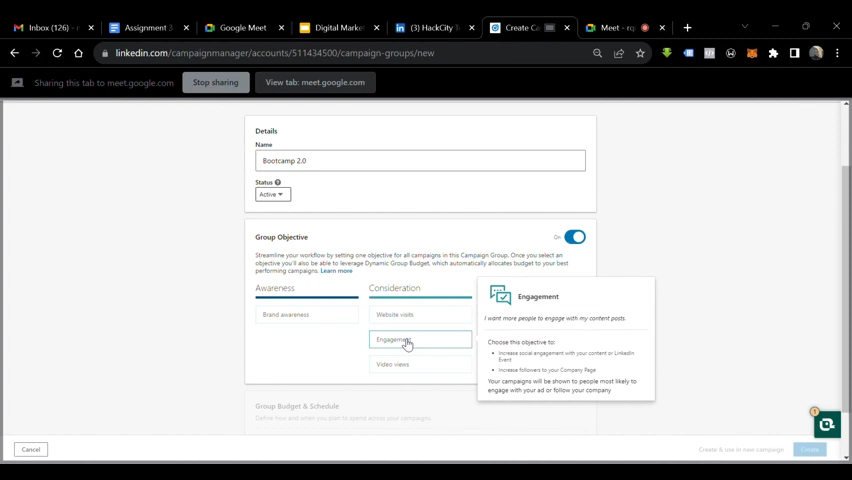 Inbox (126) - r
Assignment 3
Google Meet
Digital Marke
(3) HackCity T
Create Ca
Meet - rq
linkedin.com/campaignmanager/accounts/511434500/campaign-groups/new
Sharing this tab to meet.google.com
Stop sharing
View tab: meet.google.com
Details
Name
Bootcamp 2.0
Status
Active
Group Objective
On
Streamline your workflow by setting one objective for all campaigns in this Campaign Group. Once you select an
objective you'll also be able to leverage Dynamic Group Budget, which automatically allocates budget to your best
performing campaigns. Learn more
Awareness
Consideration
Brand awareness
Website visits
Engagement
Video views
Engagement
I want more people to engage with my content posts.
Choose this objective to:
• Increase social engagement with your content or LinkedIn
Event
• Increase followers to your Company Page
Your campaigns will be shown to people most likely to
engage with your ad or follow your company
Group Budget & Schedule
Define how and when you plan to spend across your campaigns.
1
Cancel
Create & use in new campaign
Create